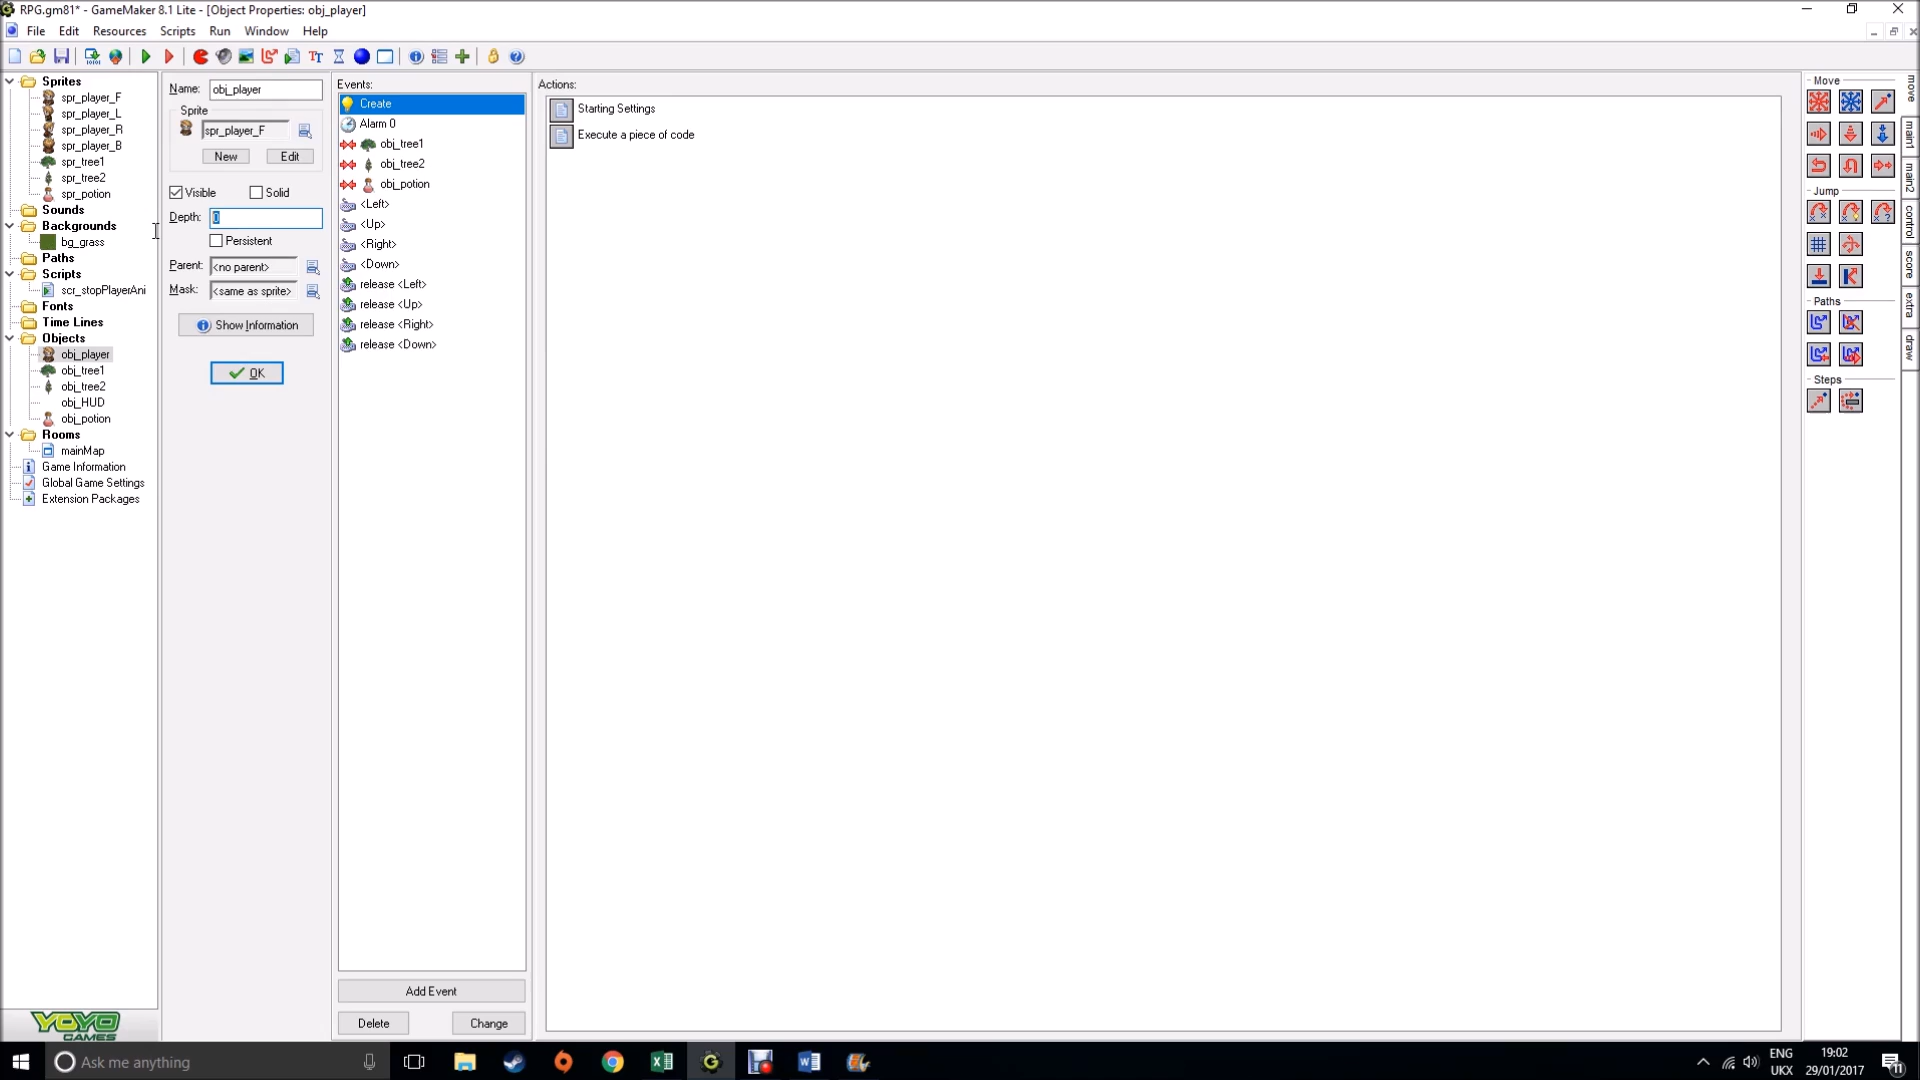 RPG.gm81* - GameMaker 8.1 Lite - [Object Properties: obj_player]
File Edit Resources Scripts Run Window Help
Sprites
spr_player_F
spr_player_L
spr_player_R
spr_player_B
spr_tree1
spr_tree2
spr_potion
Sounds
Backgrounds
bg_grass
Paths
Scripts
scr_stopPlayerAni
Fonts
Time Lines
Objects
obj_player
obj_tree1
obj_tree2
obj_HUD
obj_potion
Rooms
mainMap
Game Information
Global Game Settings
Extension Packages
YOYO
GAMES
Name: obj_player
Sprite
spr_player_F
New Edit
Visible Solid
Depth: 0
Persistent
Parent: <no parent>
Mask: <same as sprite>
Show Information
OK
Events:
Create
Alarm 0
obj_tree1
obj_tree2
obj_potion
<Left>
<Up>
<Right>
<Down>
release <Left>
release <Up>
release <Right>
release <Down>
Add Event
Delete Change
Actions:
Starting Settings
Execute a piece of code
Move
Jump
Paths
Steps
move
main1
main2
control
score
extra
draw
Ask me anything
ENG
UKX
19:02
29/01/2017
11